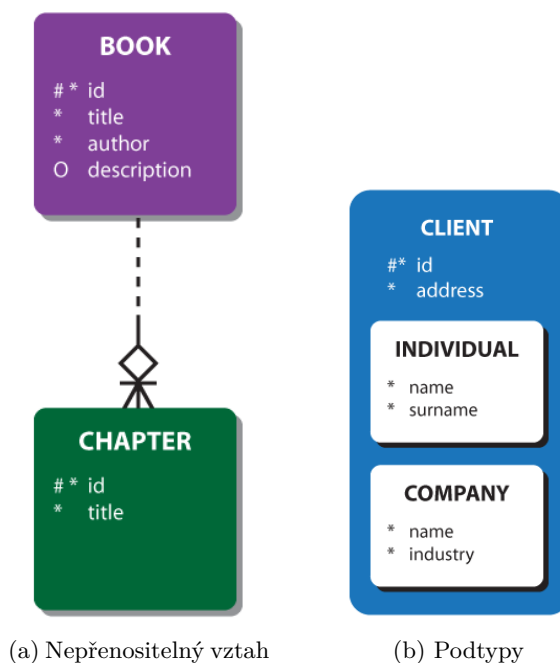 BOOK
# * id
* title
* author
O description
CHAPTER
# * id
* title
(a) Nepřenositelný vztah
CLIENT
#* id
* address
INDIVIDUAL
* name
* surname
COMPANY
* name
* industry
(b) Podtypy